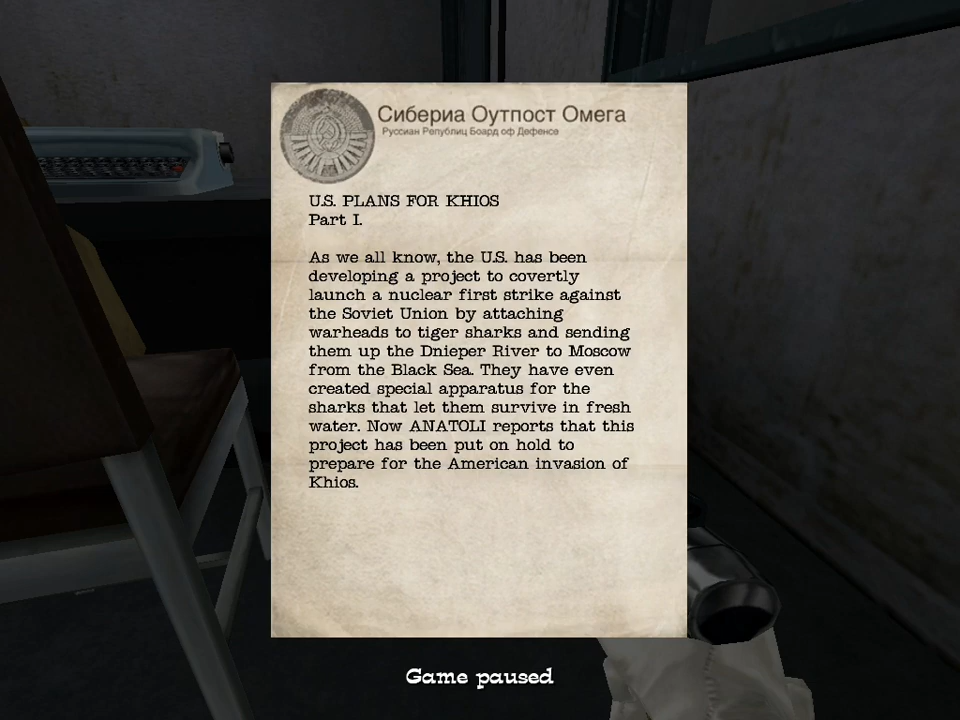 Сибериа Оутпост Омега
Руссиан Републиц Боард оф Дефенсе
U.S. PLANS FOR KHIOS
Part I.
As we all know, the U.S. has been
developing a project to covertly
launch a nuclear first strike against
the Soviet Union by attaching
warheads to tiger sharks and sending
them up the Dnieper River to Moscow
from the Black Sea. They have even
created special apparatus for the
sharks that let them survive in fresh
water. Now ANATOLI reports that this
project has been put on hold to
prepare for the American invasion of
Khios.
Game paused